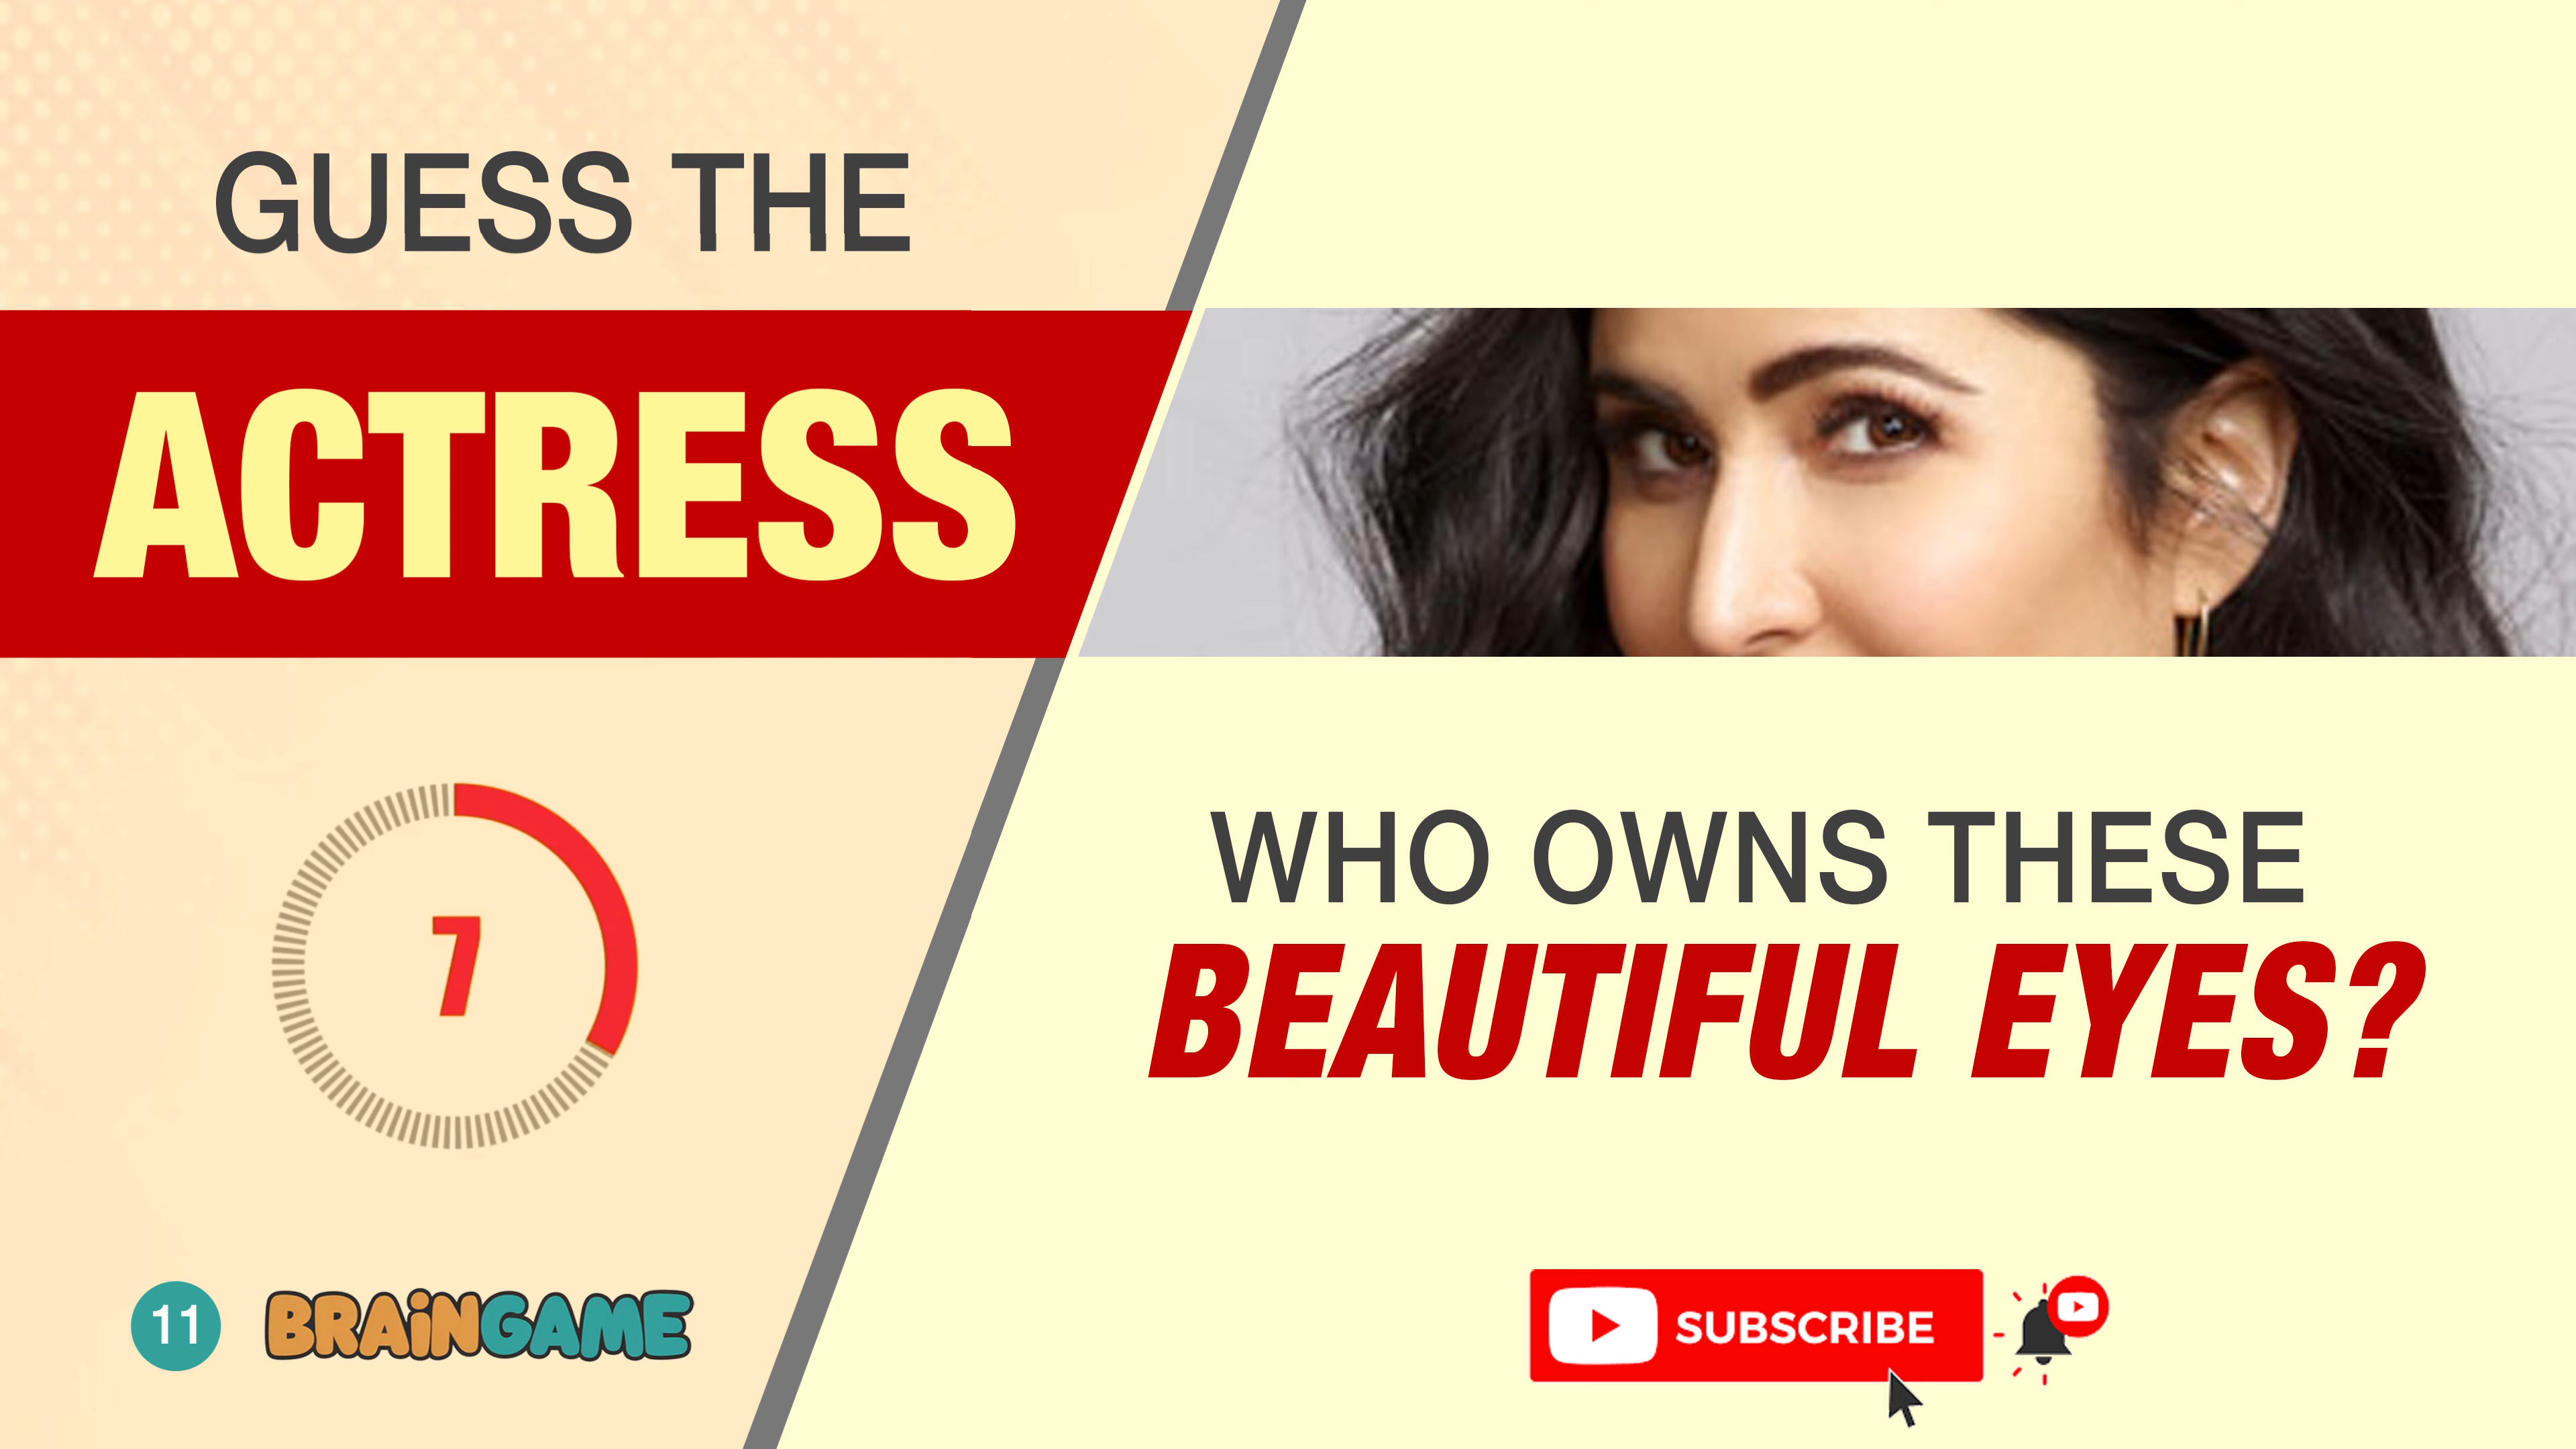 GUESS THE
ACTRESS
7
WHO OWNS THESE
BEAUTIFUL EYES?
11
BRAiNGAME
SUBSCRIBE